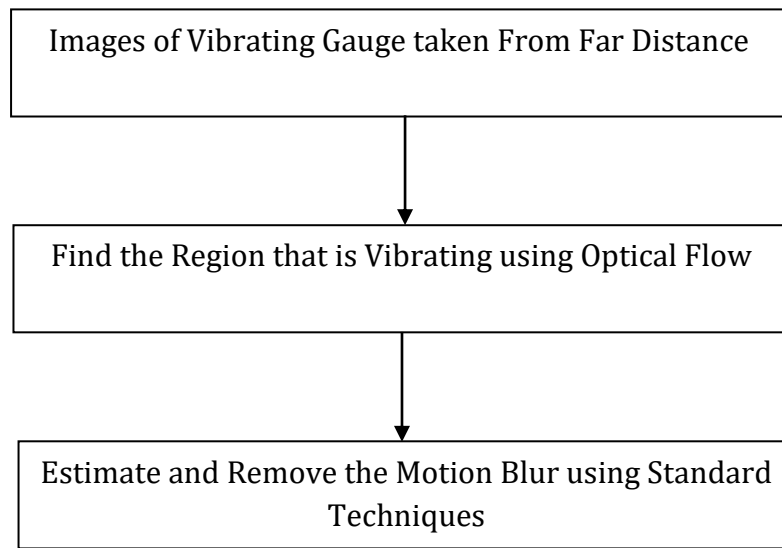 Images of Vibrating Gauge taken From Far Distance
Find the Region that is Vibrating using Optical Flow
Estimate and Remove the Motion Blur using Standard
Techniques